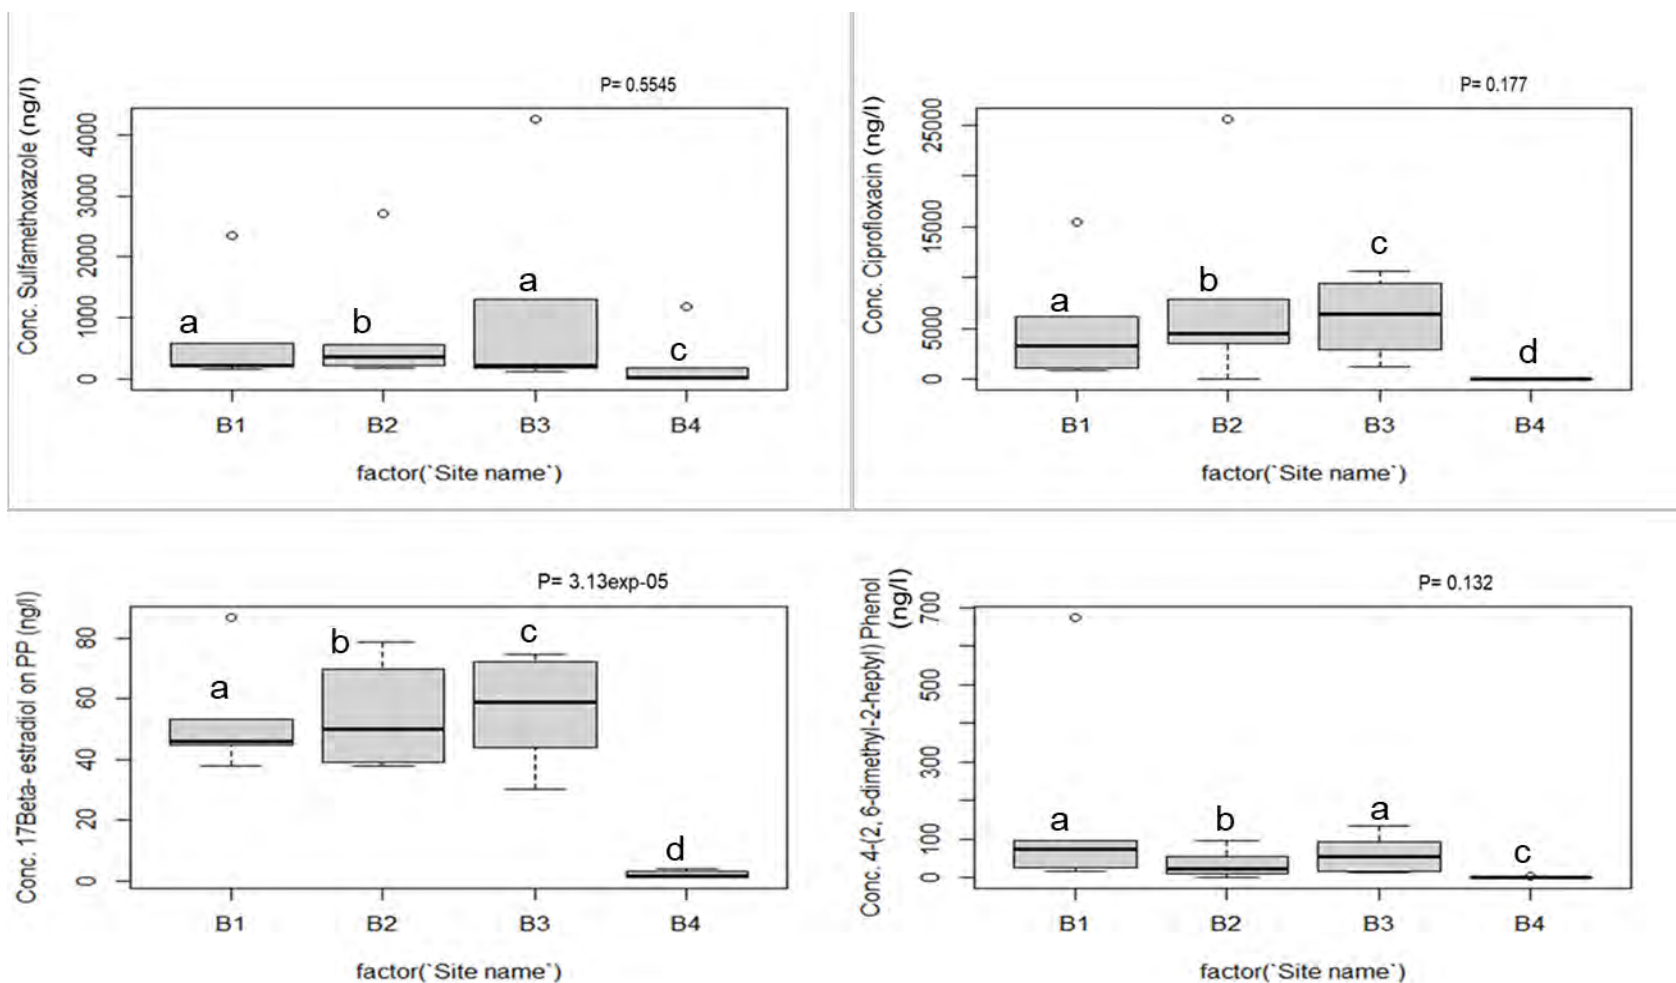 P= 0.5545
Conc. Sulfamethoxazole (ng/l)
4000
3000
2000
1000
0
a
b
a
c
B1 B2 B3 B4
factor(`Site name`)
P= 0.177
Conc. Ciprofloxacin (ng/l)
25000
15000
5000
0
a
b
c
d
B1 B2 B3 B4
factor(`Site name`)
P= 3.13exp-05
Conc. 17Beta- estradiol on PP (ng/l)
80
60
40
20
0
a
b
c
d
B1 B2 B3 B4
factor(`Site name`)
P= 0.132
Conc. 4-(2, 6-dimethyl-2-heptyl) Phenol
(ng/l)
700
500
300
100
0
a
b
a
c
B1 B2 B3 B4
factor(`Site name`)